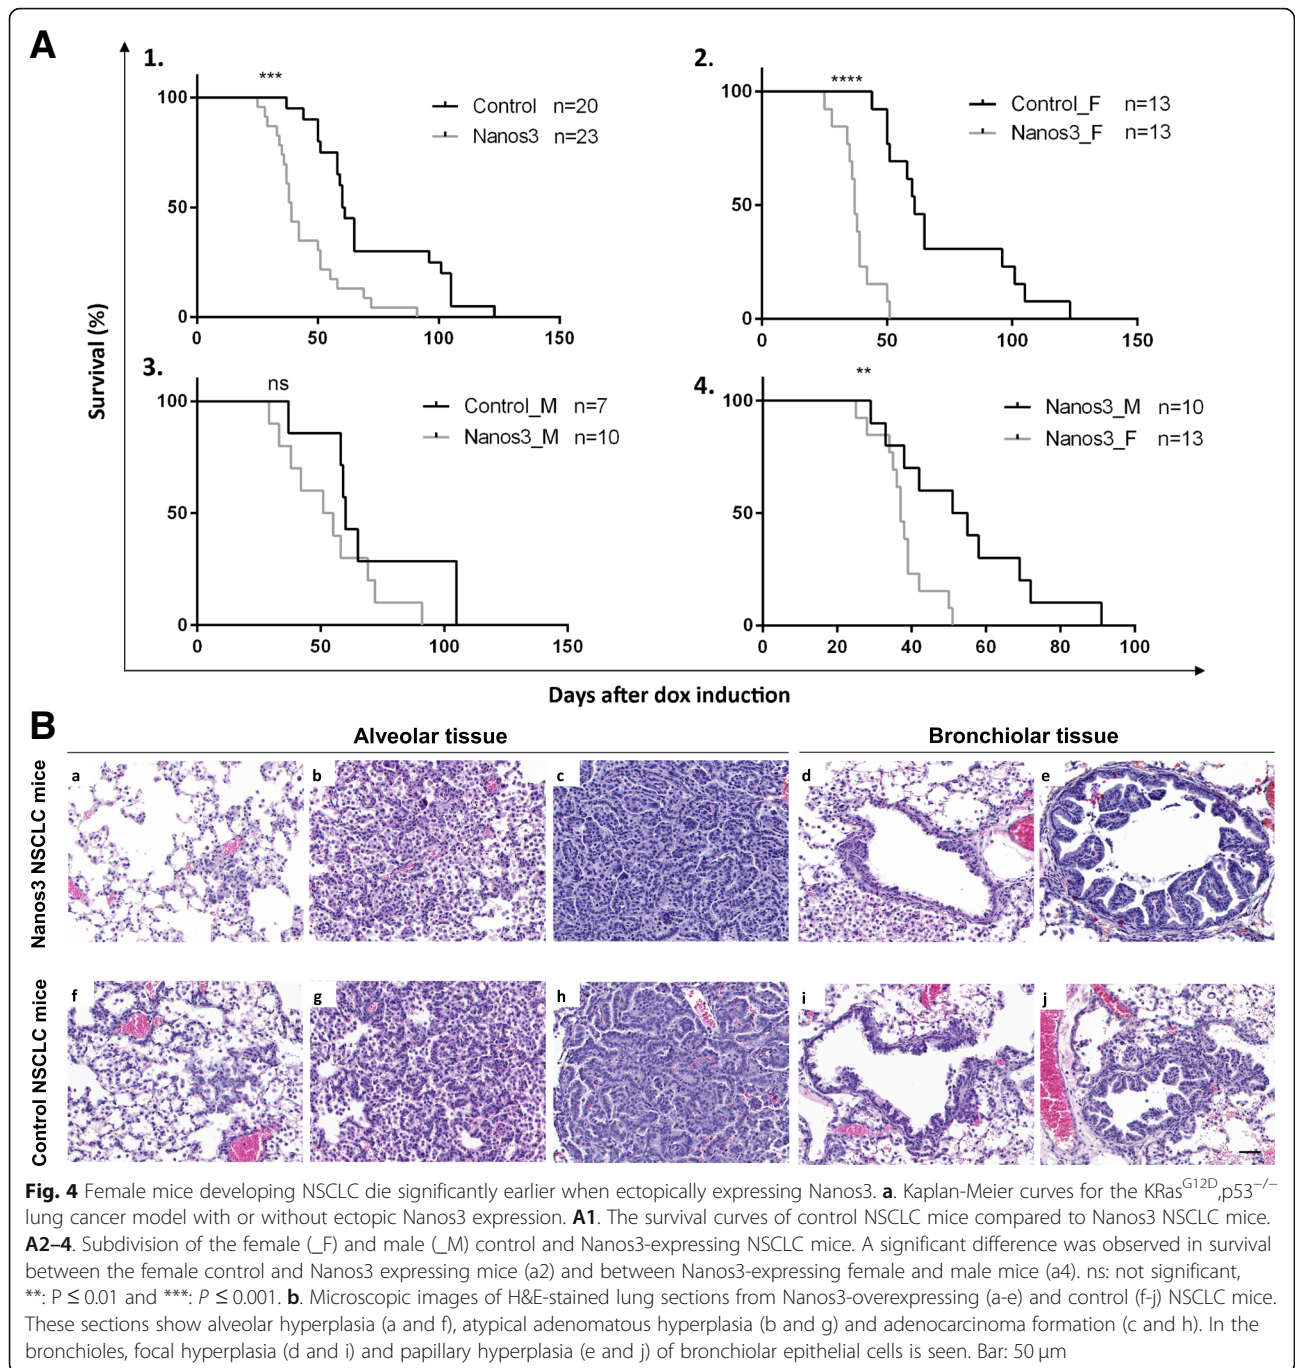 A
1.
***
100
50
0
0 50 100 150
Control n=20
Nanos3 n=23
2.
****
100
50
0
0 50 100 150
Control_F n=13
Nanos3_F n=13
3.
ns
100
50
0
0 50 100 150
Control_M n=7
Nanos3_M n=10
4.
**
100
50
0
0 20 40 60 80 100
Nanos3_M n=10
Nanos3_F n=13
Survival (%)
Days after dox induction
B
Alveolar tissue
Bronchiolar tissue
Nanos3 NSCLC mice
a b c d e
Control NSCLC mice
f g h i j
Fig. 4 Female mice developing NSCLC die significantly earlier when ectopically expressing Nanos3. a. Kaplan-Meier curves for the KRas^G12D,p53^−/−
lung cancer model with or without ectopic Nanos3 expression. A1. The survival curves of control NSCLC mice compared to Nanos3 NSCLC mice.
A2–4. Subdivision of the female (_F) and male (_M) control and Nanos3-expressing NSCLC mice. A significant difference was observed in survival
between the female control and Nanos3 expressing mice (a2) and between Nanos3-expressing female and male mice (a4). ns: not significant,
**: P ≤ 0.01 and ***: P ≤ 0.001. b. Microscopic images of H&E-stained lung sections from Nanos3-overexpressing (a-e) and control (f-j) NSCLC mice.
These sections show alveolar hyperplasia (a and f), atypical adenomatous hyperplasia (b and g) and adenocarcinoma formation (c and h). In the
bronchioles, focal hyperplasia (d and i) and papillary hyperplasia (e and j) of bronchiolar epithelial cells is seen. Bar: 50 μm